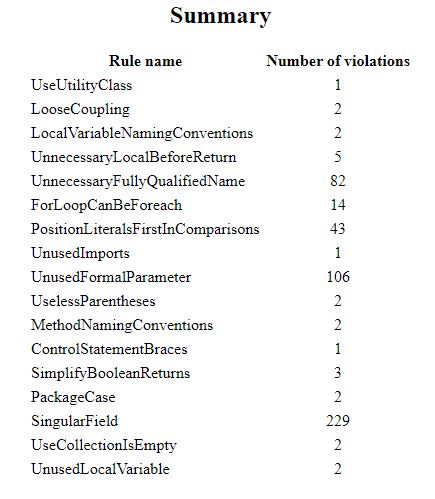 Summary
Rule name Number of violations
UseUtilityClass 1
LooseCoupling 2
LocalVariableNamingConventions 2
UnnecessaryLocalBeforeReturn 5
UnnecessaryFullyQualifiedName 82
ForLoopCanBeForeach 14
PositionLiteralsFirstInComparisons 43
UnusedImports 1
UnusedFormalParameter 106
UselessParentheses 2
MethodNamingConventions 2
ControlStatementBraces 1
SimplifyBooleanReturns 3
PackageCase 2
SingularField 229
UseCollectionIsEmpty 2
UnusedLocalVariable 2